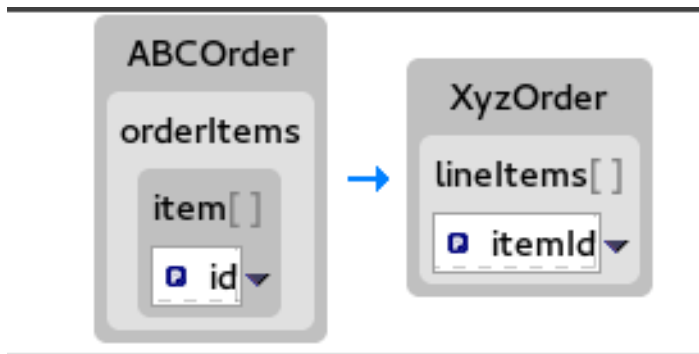 ABCOrder
orderItems
item[]
P id
XyzOrder
lineItems[]
P itemId